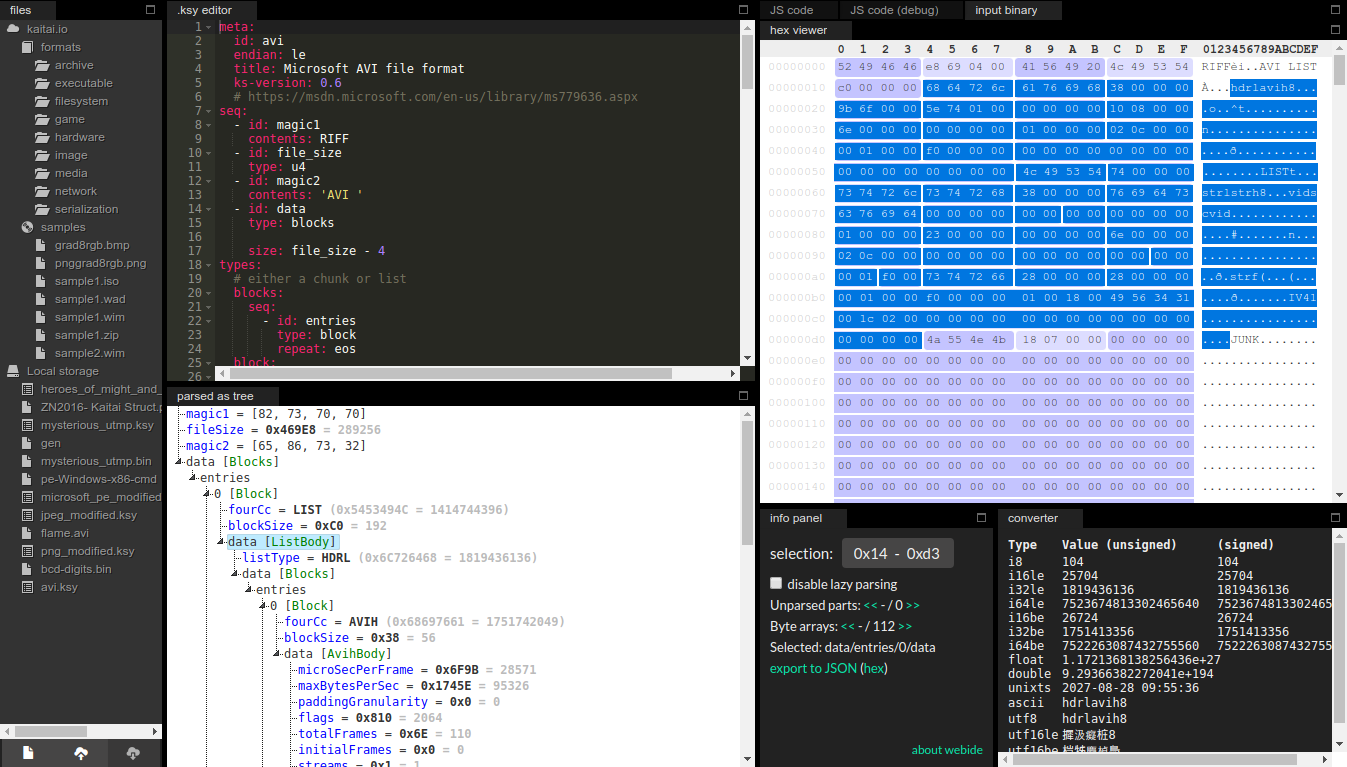 files
kaitai.io
formats
archive
executable
filesystem
game
hardware
image
media
network
serialization
samples
grad8rgb.bmp
pnggrad8rgb.png
sample1.iso
sample1.wad
sample1.wim
sample1.zip
sample2.wim
Local storage
heroes_of_might_and_
ZN2016- Kaitai Struct.p
mysterious_utmp.ksy
gen
mysterious_utmp.bin
pe-Windows-x86-cmd
microsoft_pe_modified
jpeg_modified.ksy
flame.avi
png_modified.ksy
bcd-digits.bin
avi.ksy
.ksy editor
1 meta:
2 id: avi
3 endian: le
4 title: Microsoft AVI file format
5 ks-version: 0.6
6 # https://msdn.microsoft.com/en-us/library/ms779636.aspx
7 seq:
8 - id: magic1
9 contents: RIFF
10 - id: file_size
11 type: u4
12 - id: magic2
13 contents: 'AVI '
14 - id: data
15 type: blocks
16
17 size: file_size - 4
18 types:
19 # either a chunk or list
20 blocks:
21 seq:
22 - id: entries
23 type: block
24 repeat: eos
25 block:
26
parsed as tree
magic1 = [82, 73, 70, 70]
fileSize = 0x469E8 = 289256
magic2 = [65, 86, 73, 32]
data [Blocks]
entries
0 [Block]
fourCc = LIST (0x5453494C = 1414744396)
blockSize = 0xC0 = 192
data [ListBody]
listType = HDRL (0x6C726468 = 1819436136)
data [Blocks]
entries
0 [Block]
fourCc = AVIH (0x68697661 = 1751742049)
blockSize = 0x38 = 56
data [AvihBody]
microSecPerFrame = 0x6F9B = 28571
maxBytesPerSec = 0x1745E = 95326
paddingGranularity = 0x0 = 0
flags = 0x810 = 2064
totalFrames = 0x6E = 110
initialFrames = 0x0 = 0
streams = 0x1 = 1
JS code
JS code (debug)
input binary
hex viewer
0 1 2 3 4 5 6 7 8 9 A B C D E F 0123456789ABCDEF
00000000 52 49 46 46 e8 69 04 00 41 56 49 20 4c 49 53 54 RIFFèi..AVI LIST
00000010 c0 00 00 00 68 64 72 6c 61 76 69 68 38 00 00 00 À...hdrlavih8...
00000020 9b 6f 00 00 5e 74 01 00 00 00 00 00 10 08 00 00 .o..^t..........
00000030 6e 00 00 00 00 00 00 00 01 00 00 00 02 0c 00 00 n...............
00000040 00 01 00 00 f0 00 00 00 00 00 00 00 00 00 00 00 ....ð...........
00000050 00 00 00 00 00 00 00 00 4c 49 53 54 74 00 00 00 ........LISTt...
00000060 73 74 72 6c 73 74 72 68 38 00 00 00 76 69 64 73 strlstrh8...vids
00000070 63 76 69 64 00 00 00 00 00 00 00 00 00 00 00 00 cvid............
00000080 01 00 00 00 23 00 00 00 00 00 00 00 6e 00 00 00 ....#.......n...
00000090 02 0c 00 00 00 00 00 00 00 00 00 00 00 00 00 00 ................
000000a0 00 01 f0 00 73 74 72 66 28 00 00 00 28 00 00 00 ..ð.strf(...(...
000000b0 00 01 00 00 f0 00 00 00 01 00 18 00 49 56 34 31 ....ð.......IV41
000000c0 00 1c 02 00 00 00 00 00 00 00 00 00 00 00 00 00 ................
000000d0 00 00 00 00 4a 55 4e 4b 18 07 00 00 00 00 00 00 ....JUNK........
000000e0 00 00 00 00 00 00 00 00 00 00 00 00 00 00 00 00 ................
000000f0 00 00 00 00 00 00 00 00 00 00 00 00 00 00 00 00 ................
00000100 00 00 00 00 00 00 00 00 00 00 00 00 00 00 00 00 ................
00000110 00 00 00 00 00 00 00 00 00 00 00 00 00 00 00 00 ................
00000120 00 00 00 00 00 00 00 00 00 00 00 00 00 00 00 00 ................
00000130 00 00 00 00 00 00 00 00 00 00 00 00 00 00 00 00 ................
00000140 00 00 00 00 00 00 00 00 00 00 00 00 00 00 00 00 ................
info panel
selection: 0x14 - 0xd3
disable lazy parsing
Unparsed parts: << - / 0 >>
Byte arrays: << - / 112 >>
Selected: data/entries/0/data
export to JSON (hex)
about webide
converter
Type Value (unsigned) (signed)
i8 104 104
i16le 25704 25704
i32le 1819436136 1819436136
i64le 7523674813302465640 7523674813302465
i16be 26724 26724
i32be 1751413356 1751413356
i64be 7522263087432755560 7522263087432755
float 1.1721368138256436e+27
double 9.29366382272041e+194
unixts 2027-08-28 09:55:36
ascii hdrlavih8
utf8 hdrlavih8
utf16le
utf16be